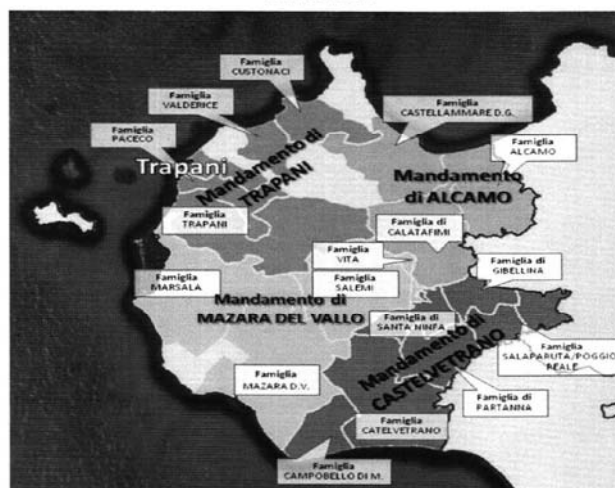 Famiglia
CUSTONACI
Famiglia
VALDERICE
Famiglia
CASTELLAMMARE D.G.
Famiglia
PACECO
Famiglia
ALCAMO
Trapani
Mandamento di
TRAPANI
Mandamento
di ALCAMO
Famiglia
TRAPANI
Famiglia di
CALATAFIMI
Famiglia
VITA
Famiglia di
GIBELLINA
Famiglia
MARSALA
Famiglia
SALEMI
Mandamento di
MAZARA DEL VALLO
Famiglia di
SANTA NINFA
Mandamento di
CASTELVETRANO
Famiglia
SALAPARUTA/POGGIO
REALE
Famiglia
MAZARA D.V.
Famiglia di
PARTANNA
Famiglia
CATELVETRANO
Famiglia
CAMPOBELLO DI M.